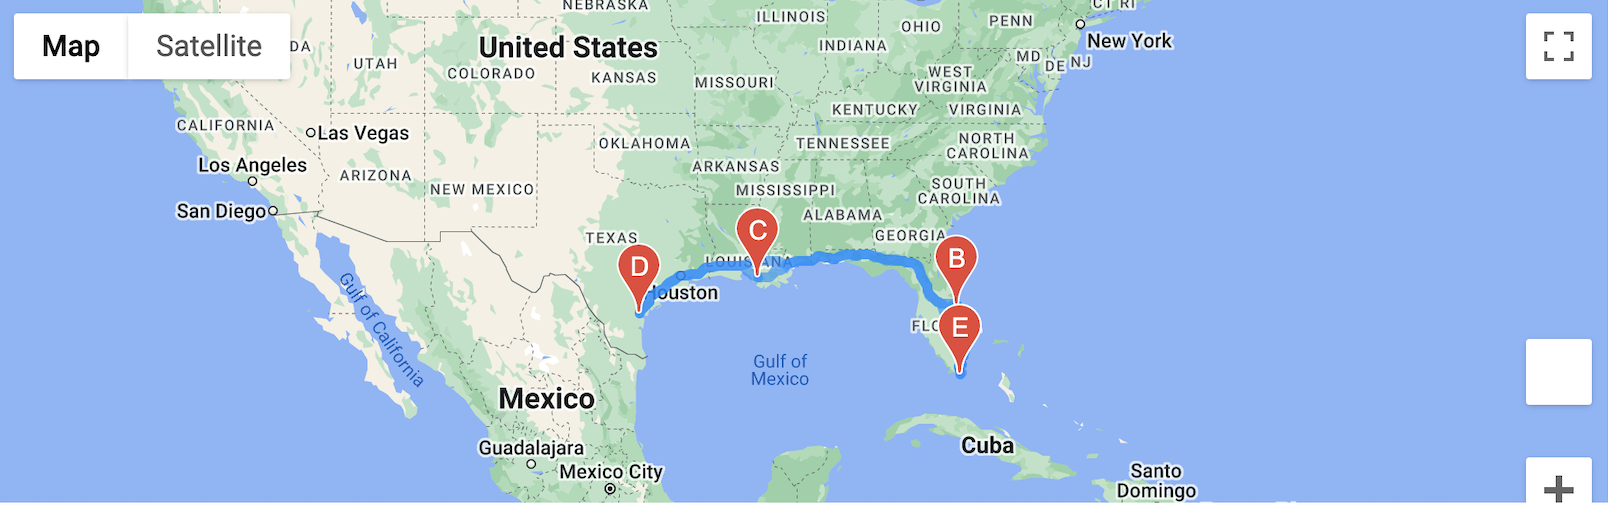 NEBRASKA
CT RI
Map
Satellite
ILLINOIS
OHIO
PENN
New York
United States
INDIANA
UTAH
COLORADO
KANSAS
MISSOURI
MD
DE
NJ
WEST
VIRGINIA
KENTUCKY
VIRGINIA
CALIFORNIA
Las Vegas
OKLAHOMA
TENNESSEE
NORTH
CAROLINA
Los Angeles
ARIZONA
NEW MEXICO
ARKANSAS
MISSISSIPPI
SOUTH
CAROLINA
San Diego
ALABAMA
TEXAS
GEORGIA
C
B
D
LOUISIANA
Houston
Gulf of California
FLO
E
Gulf of
Mexico
Mexico
Guadalajara
Cuba
Mexico City
Santo
Domingo
+